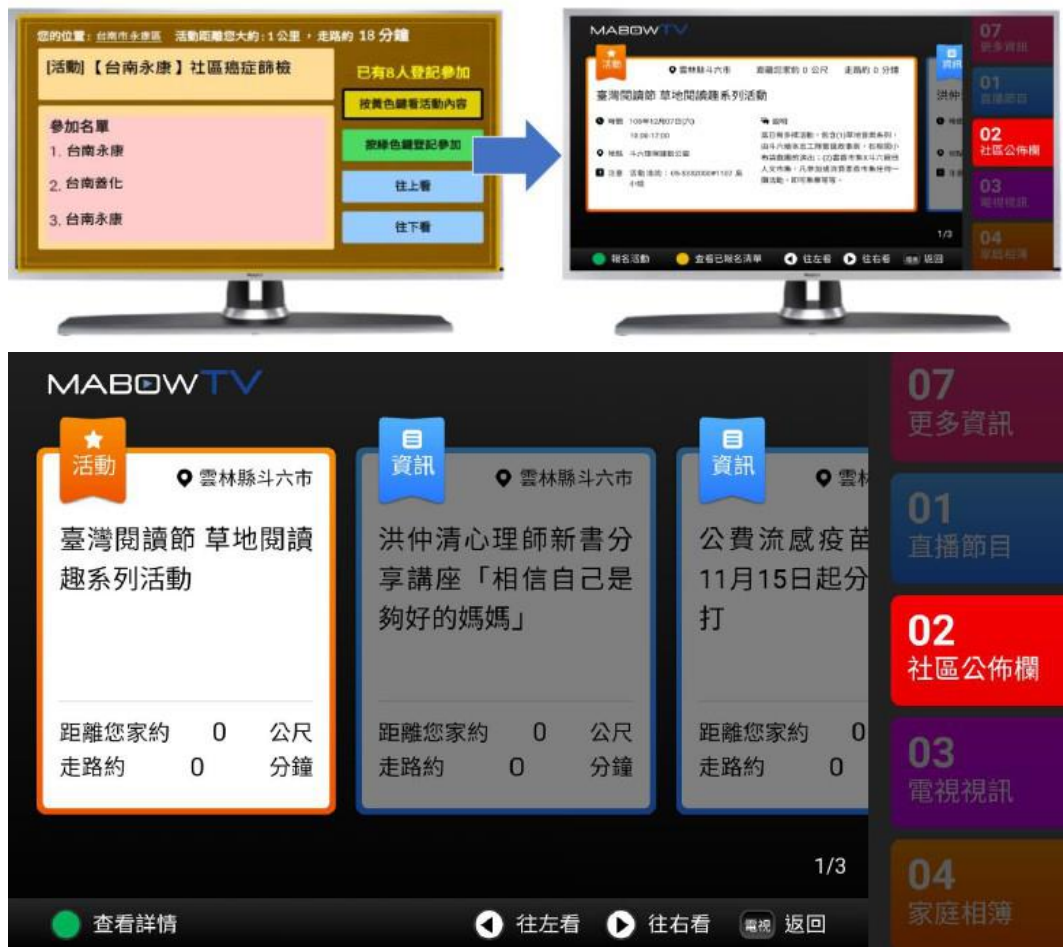 您的位置：台南市永康區 活動距離您大約:1公里，走路約 18 分鐘
[活動]【台南永康】社區癌症篩檢
已有8人登記參加
按黃色鍵看活動內容
參加名單
1. 台南永康
2. 台南善化
3. 台南永康
按綠色鍵登記參加
往上看
往下看
MABOWTV
活動
雲林縣斗六市 距離您家約 0 公尺 走路約 0 分鐘
臺灣閱讀節 草地閱讀趣系列活動
資訊
洪仲
1/3
報名活動 查看已報名清單 往左看 往右看 返回
07
更多資訊
01
直播節目
02
社區公佈欄
03
電視視訊
04
家庭相簿
MABOWTV
活動
雲林縣斗六市
臺灣閱讀節 草地閱讀
趣系列活動
距離您家約 0 公尺
走路約 0 分鐘
資訊
雲林縣斗六市
洪仲清心理師新書分
享講座「相信自己是
夠好的媽媽」
距離您家約 0 公尺
走路約 0 分鐘
資訊
雲林
公費流感疫苗
11月15日起分
打
距離您家約 0
走路約 0
1/3
查看詳情 往左看 往右看 電視 返回
07
更多資訊
01
直播節目
02
社區公佈欄
03
電視視訊
04
家庭相簿